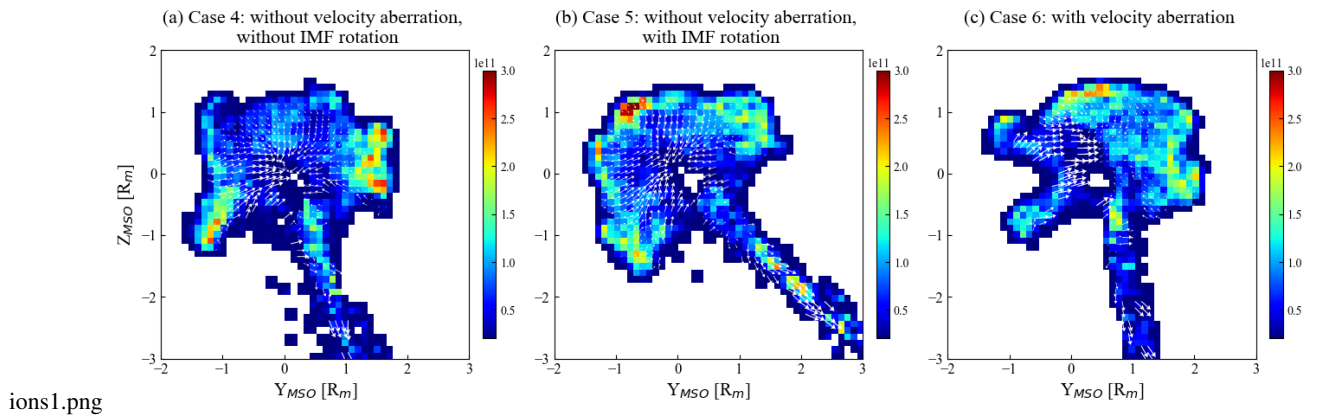 (a) Case 4: without velocity aberration,
without IMF rotation
(b) Case 5: without velocity aberration,
with IMF rotation
(c) Case 6: with velocity aberration
2
1
0
−1
−2
−3
Z_MSO [R_m]
−2 −1 0 1 2 3
Y_MSO [R_m]
1e11
3.0
2.5
2.0
1.5
1.0
0.5
2
1
0
−1
−2
−3
−2 −1 0 1 2 3
Y_MSO [R_m]
1e11
3.0
2.5
2.0
1.5
1.0
0.5
2
1
0
−1
−2
−3
−2 −1 0 1 2 3
Y_MSO [R_m]
1e11
3.0
2.5
2.0
1.5
1.0
0.5
ions1.png